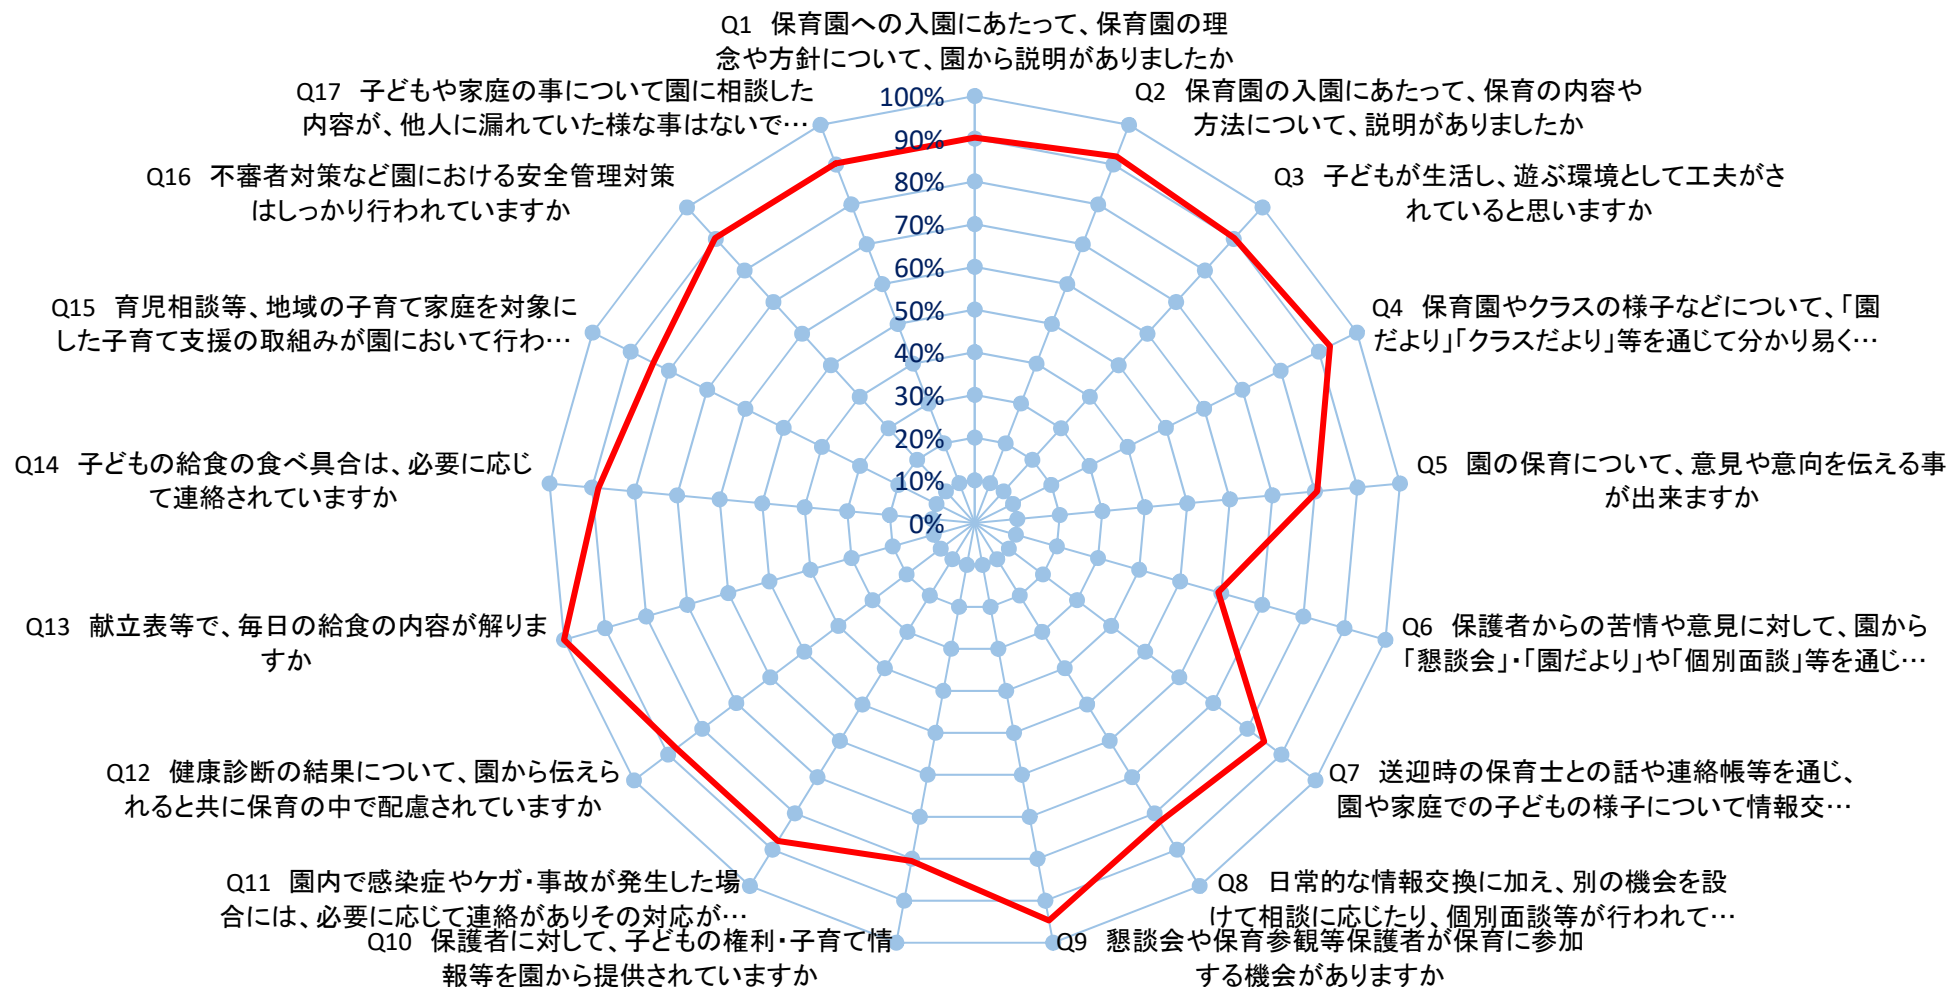 Q1 保育園への入園にあたって、保育園の理
念や方針について、園から説明がありましたか
Q2 保育園の入園にあたって、保育の内容や
方法について、説明がありましたか
Q3 子どもが生活し、遊ぶ環境として工夫がさ
れていると思いますか
Q4 保育園やクラスの様子などについて、「園
だより」「クラスだより」等を通じて分かり易く…
Q5 園の保育について、意見や意向を伝える事
が出来ますか
Q6 保護者からの苦情や意見に対して、園から
「懇談会」・「園だより」や「個別面談」等を通じ…
Q7 送迎時の保育士との話や連絡帳等を通じ、
園や家庭での子どもの様子について情報交…
Q8 日常的な情報交換に加え、別の機会を設
けて相談に応じたり、個別面談等が行われて…
Q9 懇談会や保育参観等保護者が保育に参加
する機会がありますか
Q10 保護者に対して、子どもの権利・子育て情
報等を園から提供されていますか
Q11 園内で感染症やケガ・事故が発生した場
合には、必要に応じて連絡がありその対応が…
Q12 健康診断の結果について、園から伝えら
れると共に保育の中で配慮されていますか
Q13 献立表等で、毎日の給食の内容が解りま
すか
Q14 子どもの給食の食べ具合は、必要に応じ
て連絡されていますか
Q15 育児相談等、地域の子育て家庭を対象に
した子育て支援の取組みが園において行わ…
Q16 不審者対策など園における安全管理対策
はしっかり行われていますか
Q17 子どもや家庭の事について園に相談した
内容が、他人に漏れていた様な事はないで…
100%
90%
80%
70%
60%
50%
40%
30%
20%
10%
0%